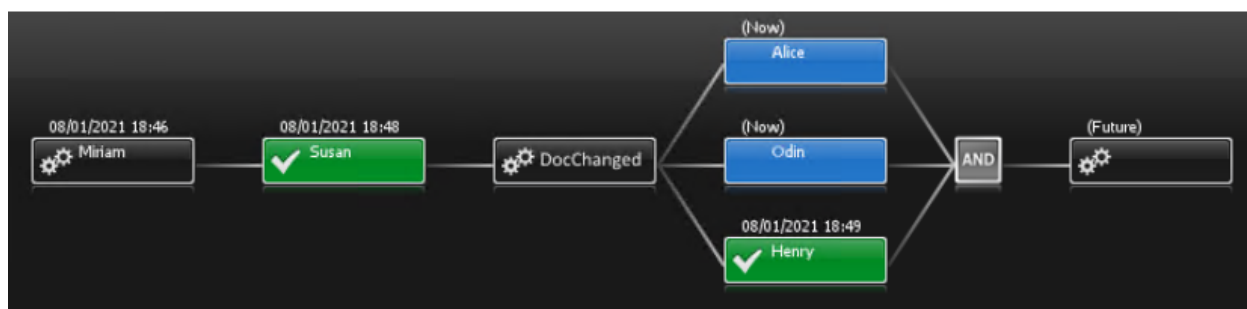 (Now)
Alice
08/01/2021 18:46
Miriam
08/01/2021 18:48
Susan
DocChanged
(Now)
Odin
AND
(Future)
08/01/2021 18:49
Henry